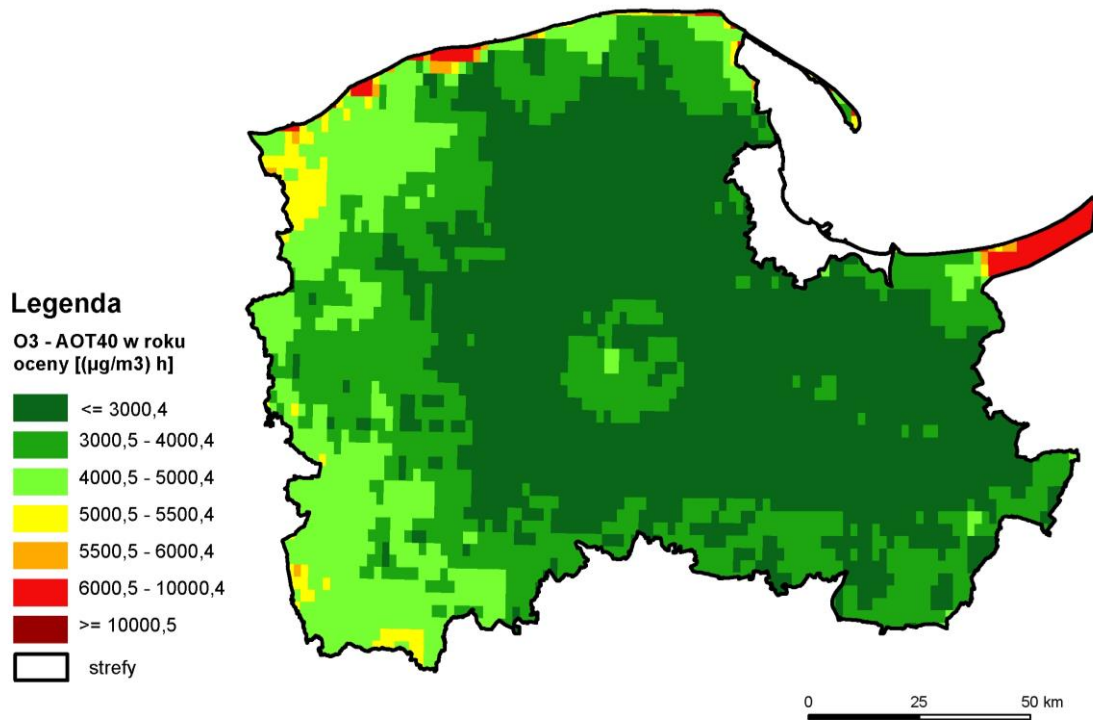 Legenda
O3 - AOT40 w roku
oceny [(µg/m3) h]
<= 3000,4
3000,5 - 4000,4
4000,5 - 5000,4
5000,5 - 5500,4
5500,5 - 6000,4
6000,5 - 10000,4
>= 10000,5
strefy
0 25 50 km